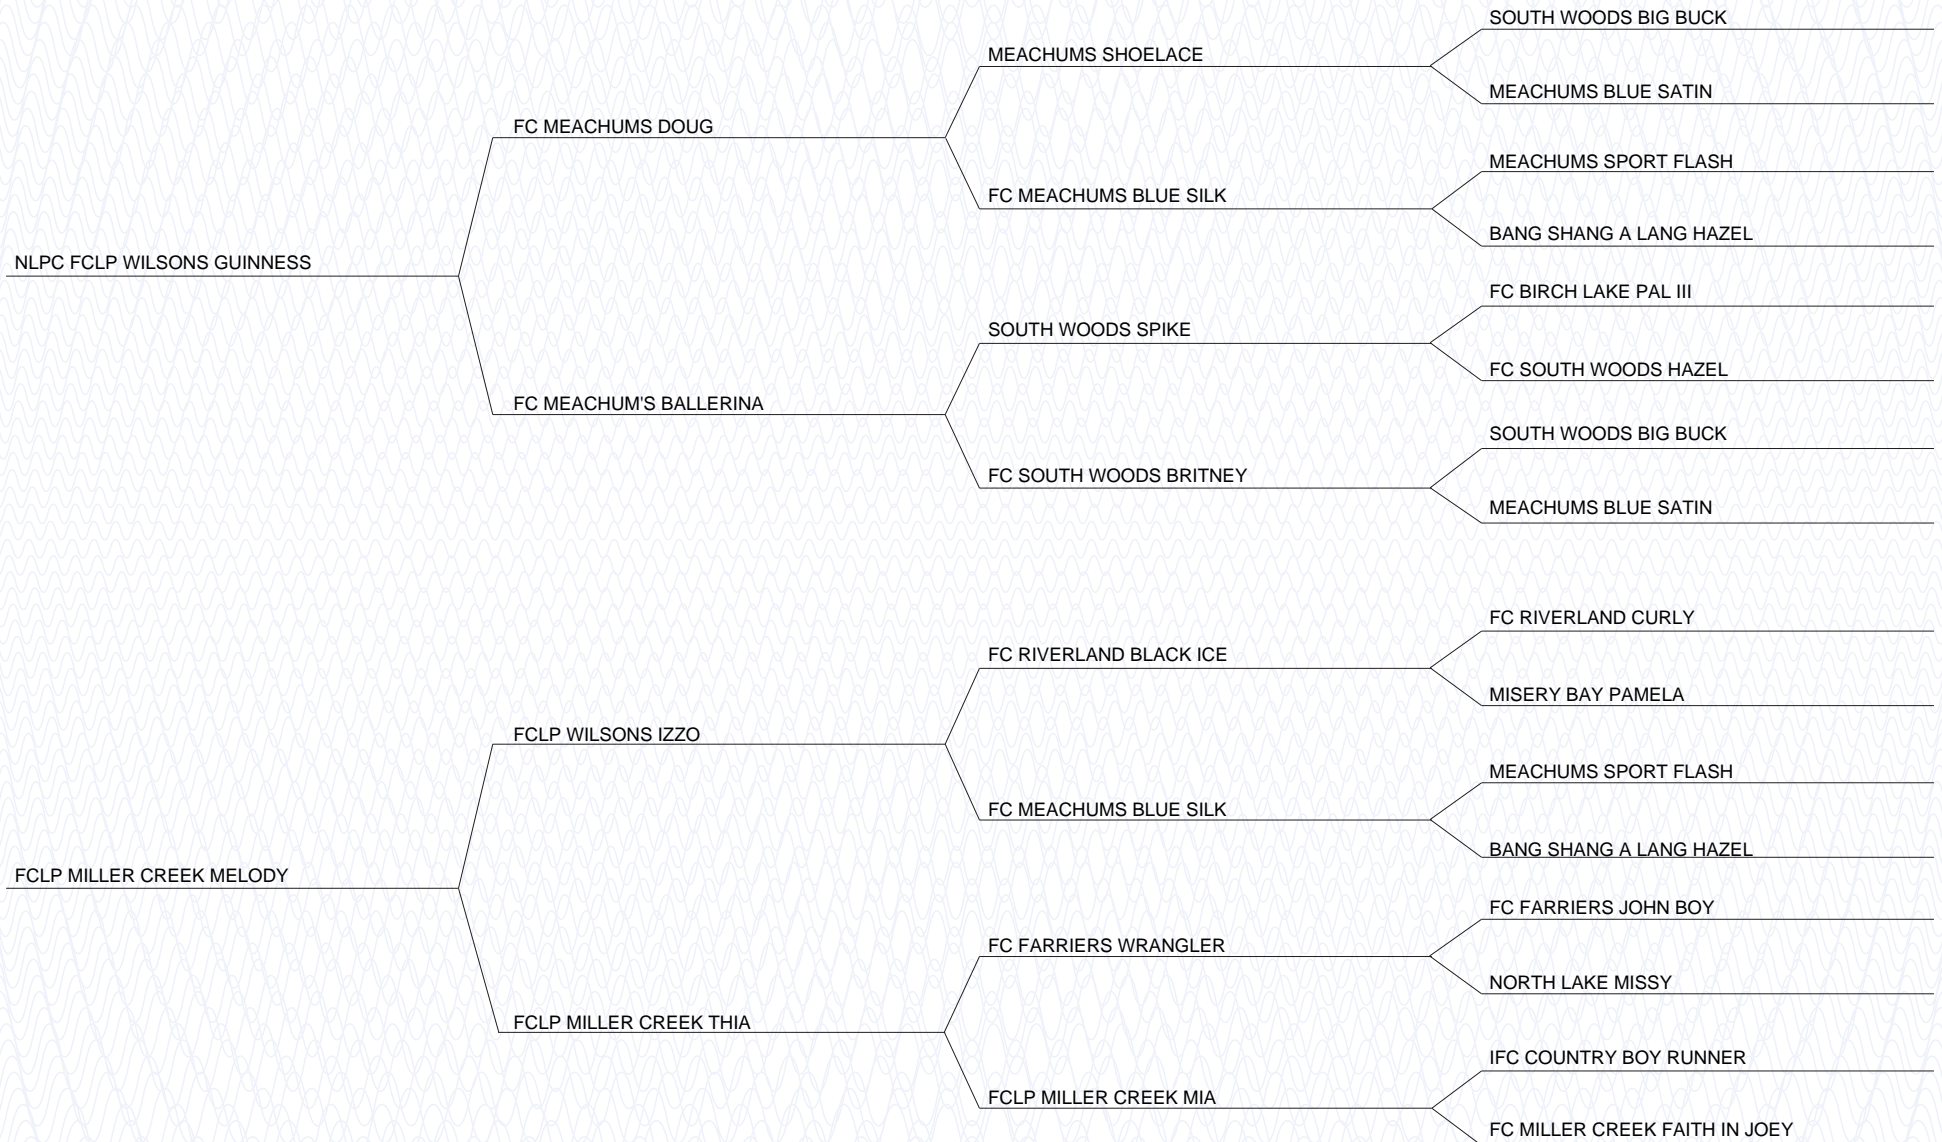 SOUTH WOODS BIG BUCK
MEACHUMS SHOELACE
MEACHUMS BLUE SATIN
FC MEACHUMS DOUG
MEACHUMS SPORT FLASH
FC MEACHUMS BLUE SILK
BANG SHANG A LANG HAZEL
NLPC FCLP WILSONS GUINNESS
FC BIRCH LAKE PAL III
SOUTH WOODS SPIKE
FC SOUTH WOODS HAZEL
FC MEACHUM'S BALLERINA
SOUTH WOODS BIG BUCK
FC SOUTH WOODS BRITNEY
MEACHUMS BLUE SATIN
FC RIVERLAND CURLY
FC RIVERLAND BLACK ICE
MISERY BAY PAMELA
FCLP WILSONS IZZO
MEACHUMS SPORT FLASH
FC MEACHUMS BLUE SILK
BANG SHANG A LANG HAZEL
FCLP MILLER CREEK MELODY
FC FARRIERS JOHN BOY
FC FARRIERS WRANGLER
NORTH LAKE MISSY
FCLP MILLER CREEK THIA
IFC COUNTRY BOY RUNNER
FCLP MILLER CREEK MIA
FC MILLER CREEK FAITH IN JOEY